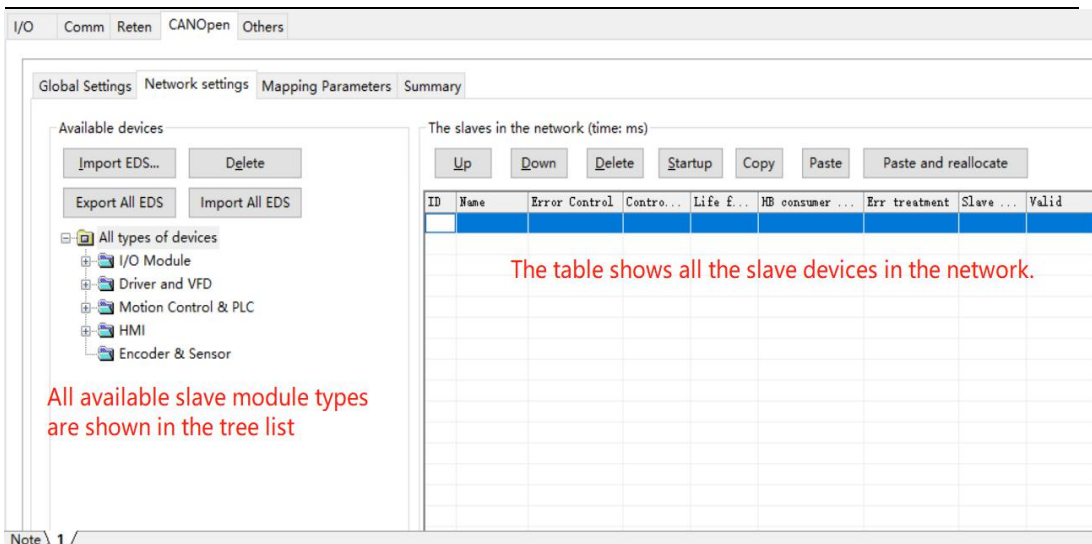 I/O Comm Reten CANOpen Others
Global Settings Network settings Mapping Parameters Summary
Available devices
Import EDS... Delete
Export All EDS Import All EDS
All types of devices
I/O Module
Driver and VFD
Motion Control & PLC
HMI
Encoder & Sensor
All available slave module types
are shown in the tree list
The slaves in the network (time: ms)
Up Down Delete Startup Copy Paste Paste and reallocate
ID Name Error Control Contro... Life f... HB consumer ... Err treatment Slave ... Valid
The table shows all the slave devices in the network.
Note 1